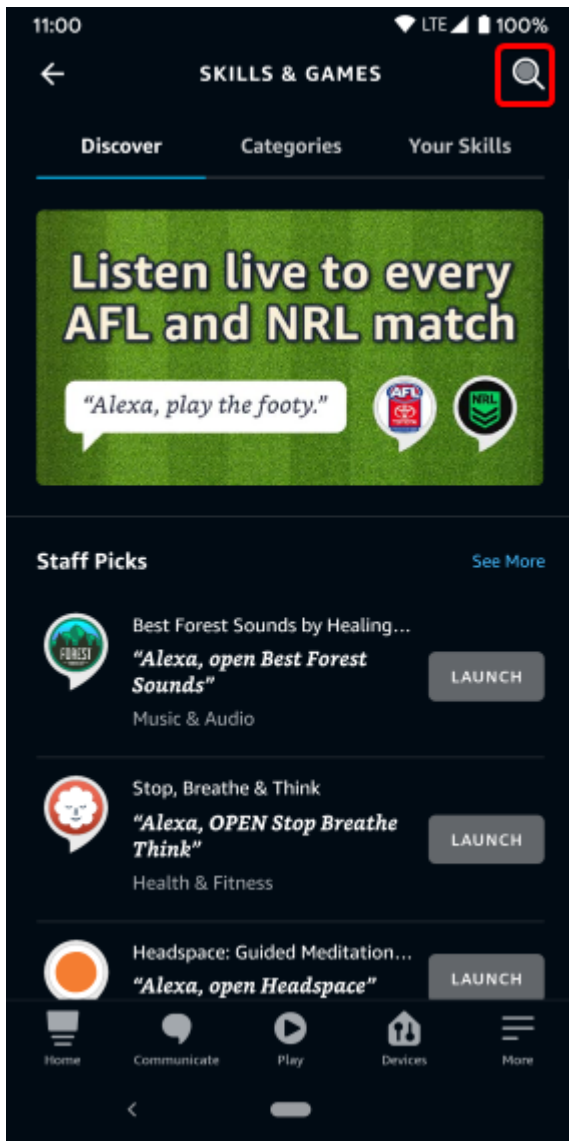 11:00 LTE 100%
SKILLS & GAMES
Discover Categories Your Skills
Listen live to every
AFL and NRL match
“Alexa, play the footy.”
AFL
TOYOTA
NRL
Staff Picks See More
FOREST
Best Forest Sounds by Healing...
“Alexa, open Best Forest
Sounds”
LAUNCH
Music & Audio
Stop, Breathe & Think
“Alexa, OPEN Stop Breathe
Think”
LAUNCH
Health & Fitness
Headspace: Guided Meditation...
“Alexa, open Headspace”
LAUNCH
Home Communicate Play Devices More